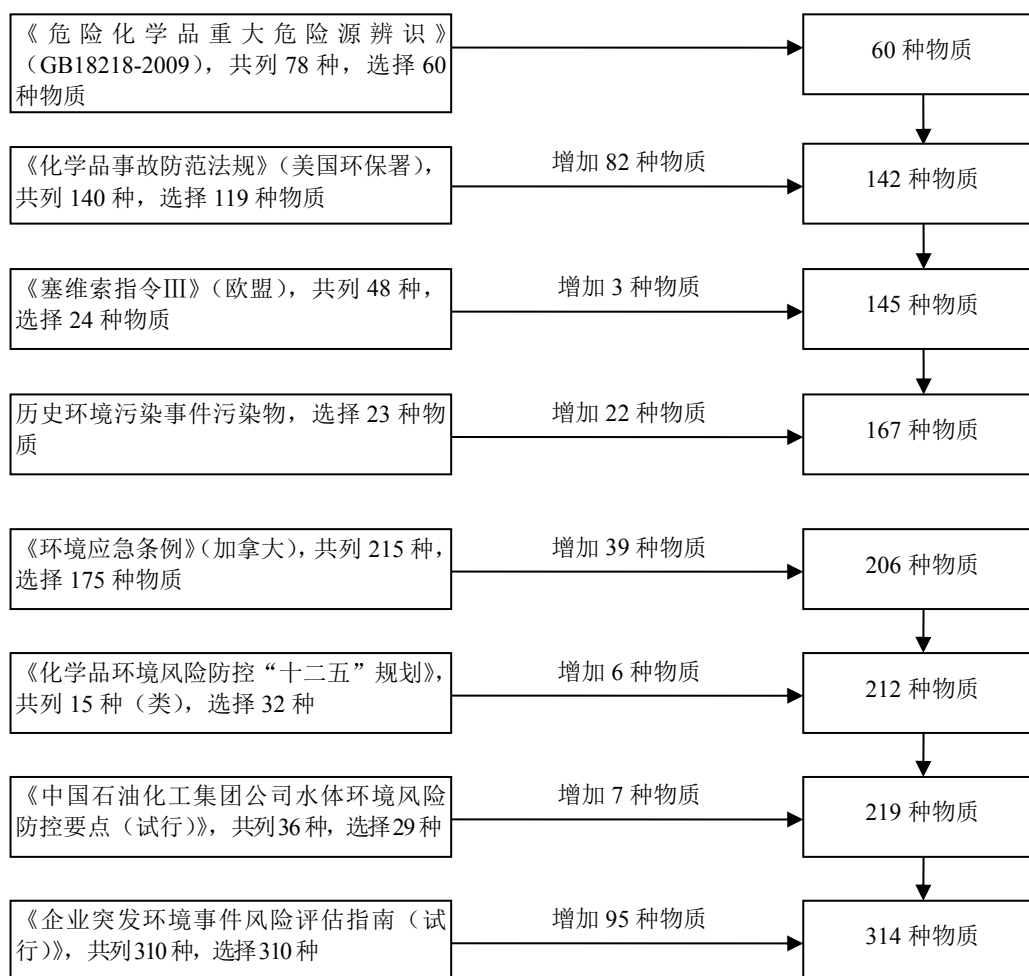 《危险化学品重大危险源辨识》
（GB18218-2009），共列 78 种，选择 60
种物质
60 种物质
《化学品事故防范法规》（美国环保署），
共列 140 种，选择 119 种物质
增加 82 种物质
142 种物质
《塞维索指令Ⅲ》（欧盟），共列 48 种，
选择 24 种物质
增加 3 种物质
145 种物质
历史环境污染事件污染物，选择 23 种物
质
增加 22 种物质
167 种物质
《环境应急条例》（加拿大），共列 215 种，
选择 175 种物质
增加 39 种物质
206 种物质
《化学品环境风险防控“十二五”规划》，
共列 15 种（类），选择 32 种
增加 6 种物质
212 种物质
《中国石油化工集团公司水体环境风险
防控要点（试行）》，共列36 种，选择29 种
增加 7 种物质
219 种物质
《企业突发环境事件风险评估指南（试
行）》，共列310 种，选择310 种
增加 95 种物质
314 种物质